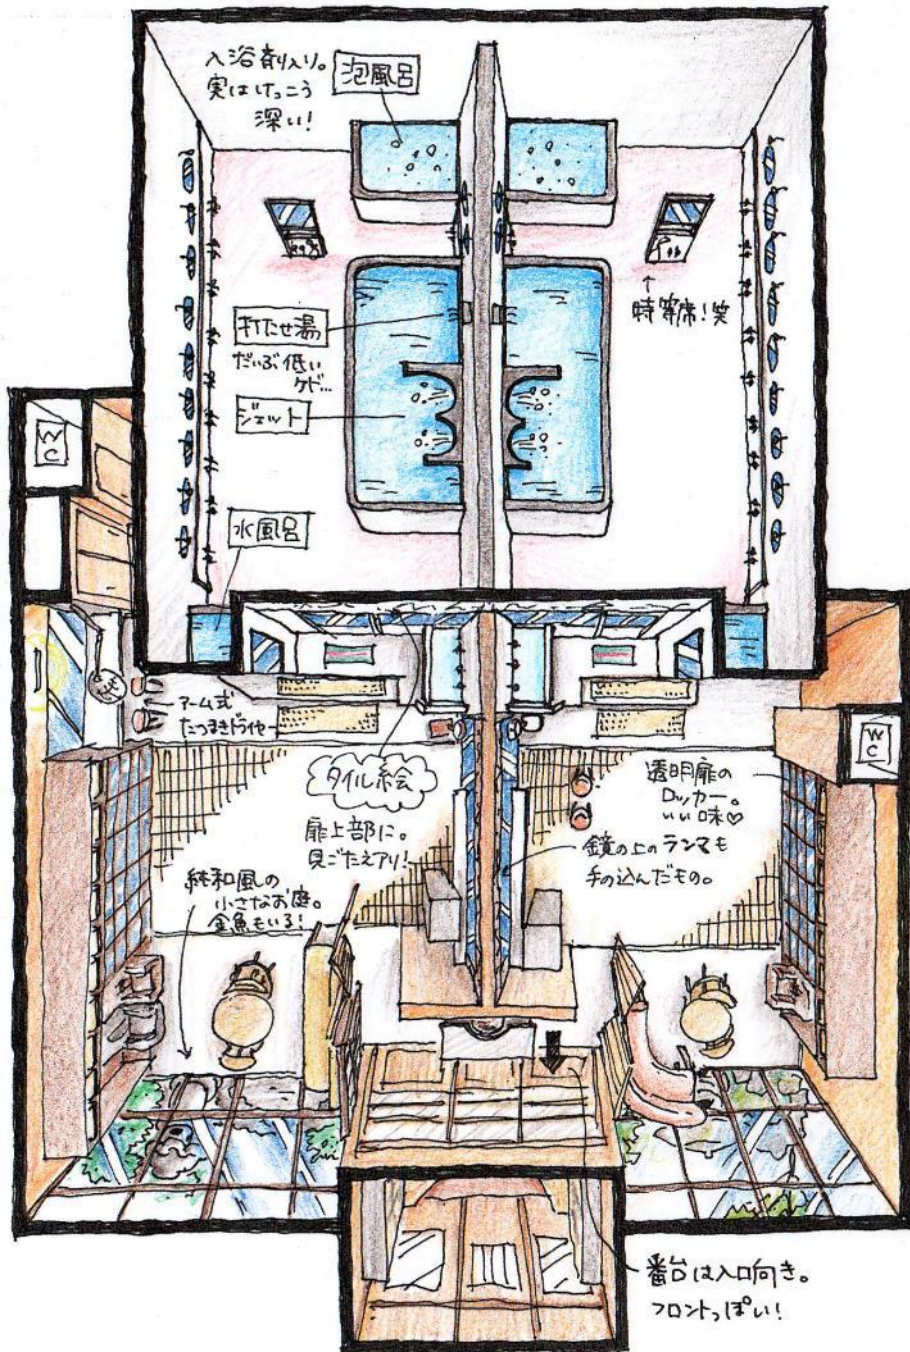 入浴剤入り。
実はけっこう
深い!
泡風呂
打たせ湯
だいぶ低い
ケド…
ジェット
時等席!笑
W
C
水風呂
アーム式
たつまきドライヤ
タイル絵
扉上部に。
見ごたえアリ!
透明扉の
ロッカー。
いい味♡
W
C
鏡の上のランマも
手の込んだもの。
純和風の
小さなお庭。
金魚もいる!
番台は入口向き。
フロントっぽい!